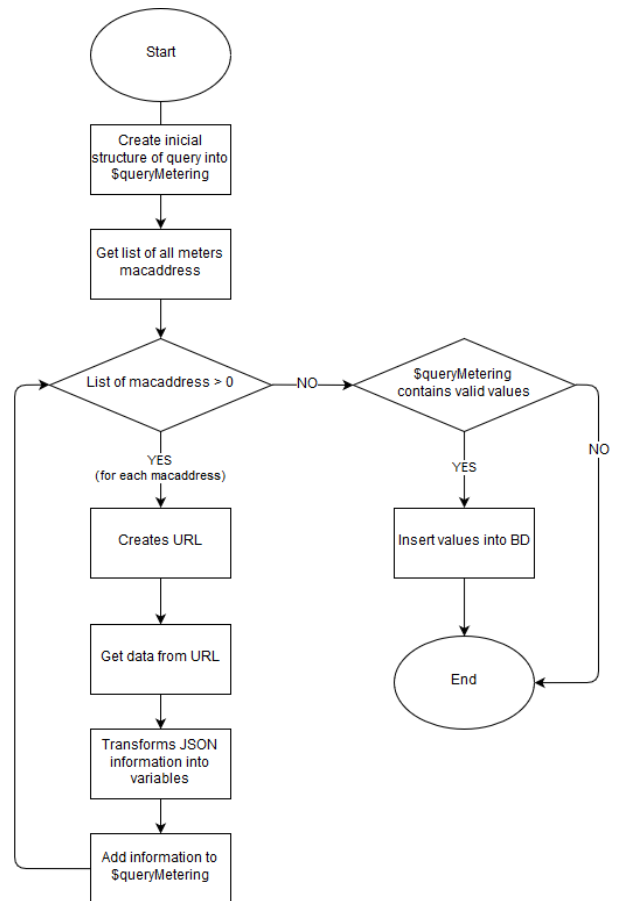 Start
Create inicial
structure of query into
$queryMetering
Get list of all meters
macaddress
List of macaddress > 0
NO
$queryMetering
contains valid values
NO
YES
(for each macaddress)
YES
Creates URL
Insert values into BD
Get data from URL
End
Transforms JSON
information into
variables
Add information to
$queryMetering